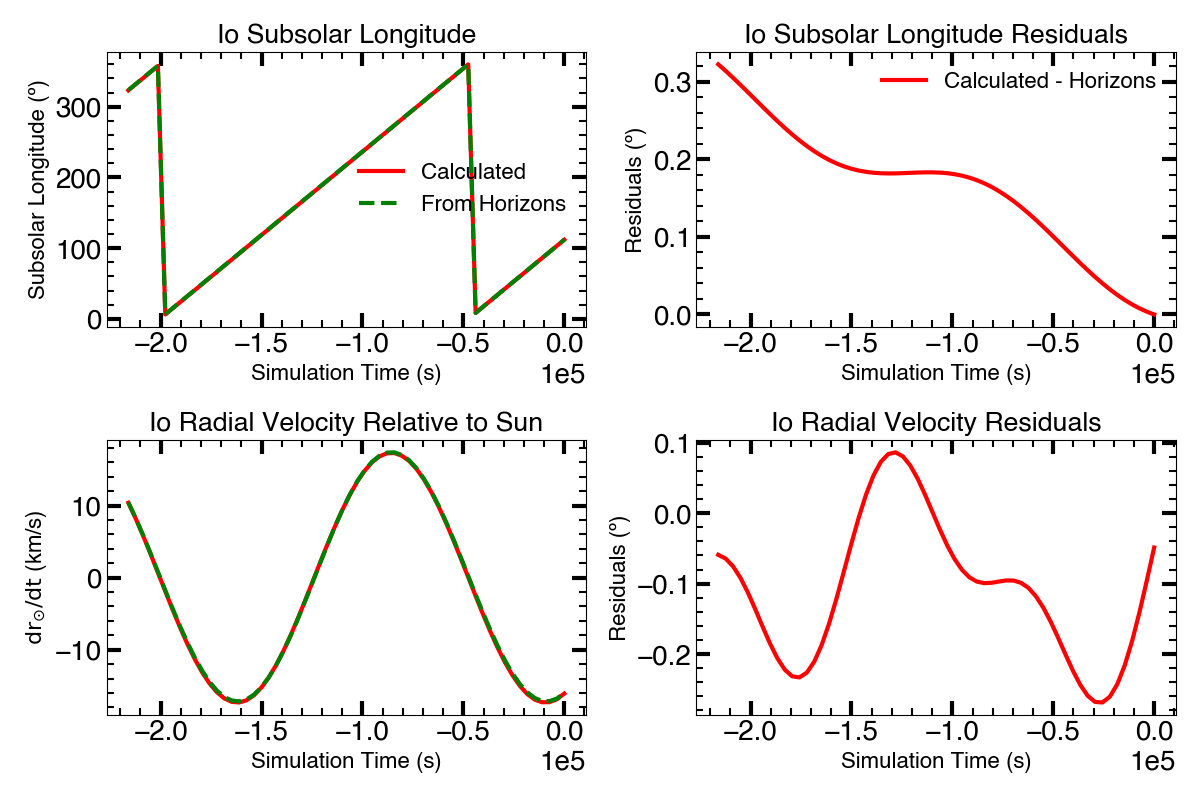 Io Subsolar Longitude
Subsolar Longitude (°)
300
200
100
0
Calculated
From Horizons
−2.0 −1.5 −1.0 −0.5 0.0
Simulation Time (s)
1e5
Io Subsolar Longitude Residuals
Residuals (°)
0.3
0.2
0.1
0.0
Calculated - Horizons
−2.0 −1.5 −1.0 −0.5 0.0
Simulation Time (s)
1e5
Io Radial Velocity Relative to Sun
dr☉/dt (km/s)
10
0
−10
−2.0 −1.5 −1.0 −0.5 0.0
Simulation Time (s)
1e5
Io Radial Velocity Residuals
Residuals (°)
0.1
0.0
−0.1
−0.2
−2.0 −1.5 −1.0 −0.5 0.0
Simulation Time (s)
1e5